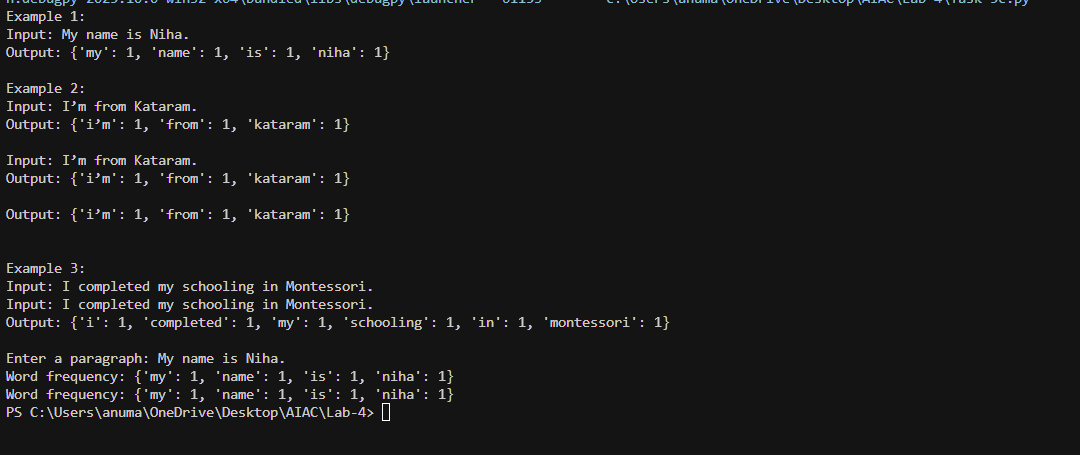 Example 1:
Input: My name is Niha.
Output: {'my': 1, 'name': 1, 'is': 1, 'niha': 1}
Example 2:
Input: I’m from Kataram.
Output: {'i’m': 1, 'from': 1, 'kataram': 1}
Input: I’m from Kataram.
Output: {'i’m': 1, 'from': 1, 'kataram': 1}
Output: {'i’m': 1, 'from': 1, 'kataram': 1}
Example 3:
Input: I completed my schooling in Montessori.
Input: I completed my schooling in Montessori.
Output: {'i': 1, 'completed': 1, 'my': 1, 'schooling': 1, 'in': 1, 'montessori': 1}
Enter a paragraph: My name is Niha.
Word frequency: {'my': 1, 'name': 1, 'is': 1, 'niha': 1}
Word frequency: {'my': 1, 'name': 1, 'is': 1, 'niha': 1}
PS C:\Users\anuma\OneDrive\Desktop\AIAC\Lab-4>